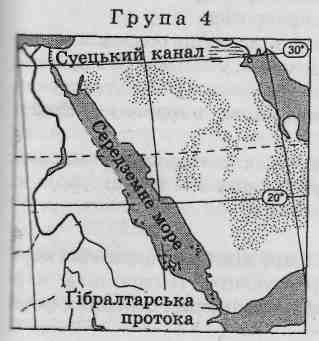 Група 4
Суецький канал
30°
Середземне море
20°
Гібралтарська
протока